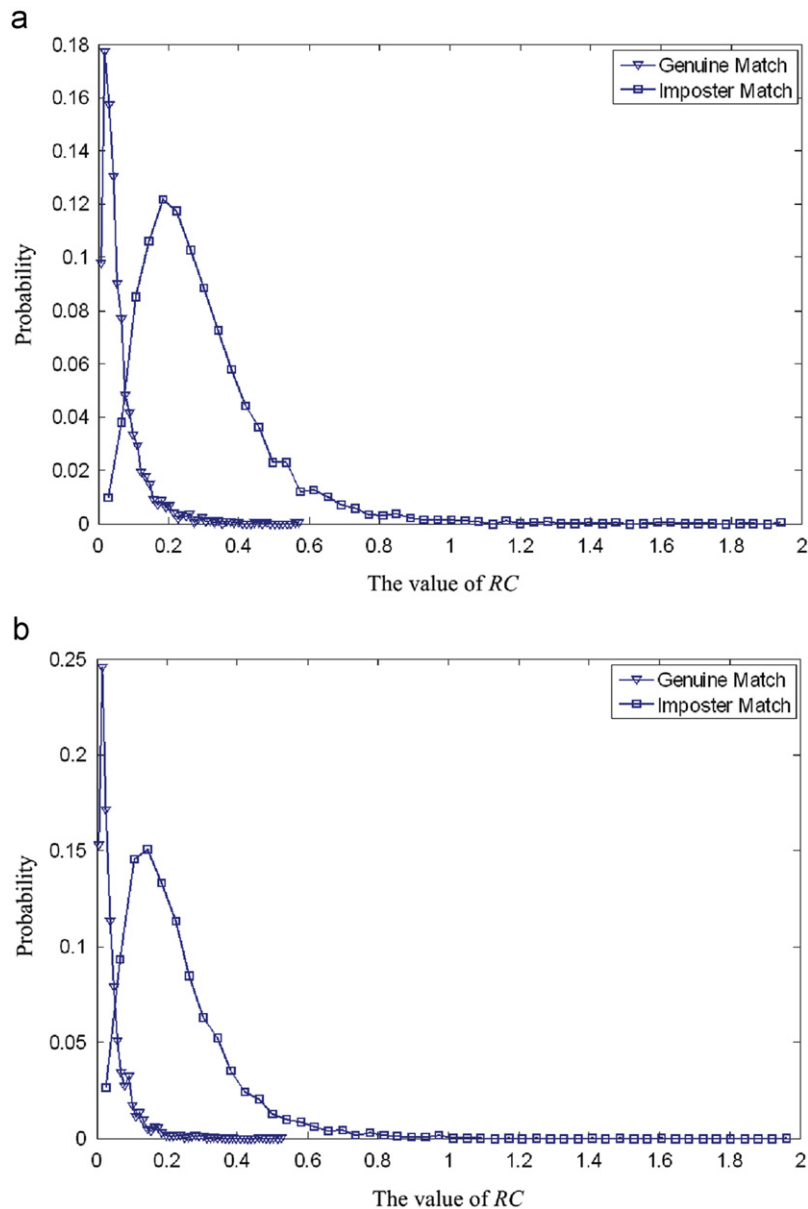 a
0.18
0.16
0.14
0.12
0.1
0.08
0.06
0.04
0.02
0
Probability
Genuine Match
Imposter Match
0 0.2 0.4 0.6 0.8 1 1.2 1.4 1.6 1.8 2
The value of RC
b
0.25
0.2
0.15
0.1
0.05
0
Probability
Genuine Match
Imposter Match
0 0.2 0.4 0.6 0.8 1 1.2 1.4 1.6 1.8 2
The value of RC